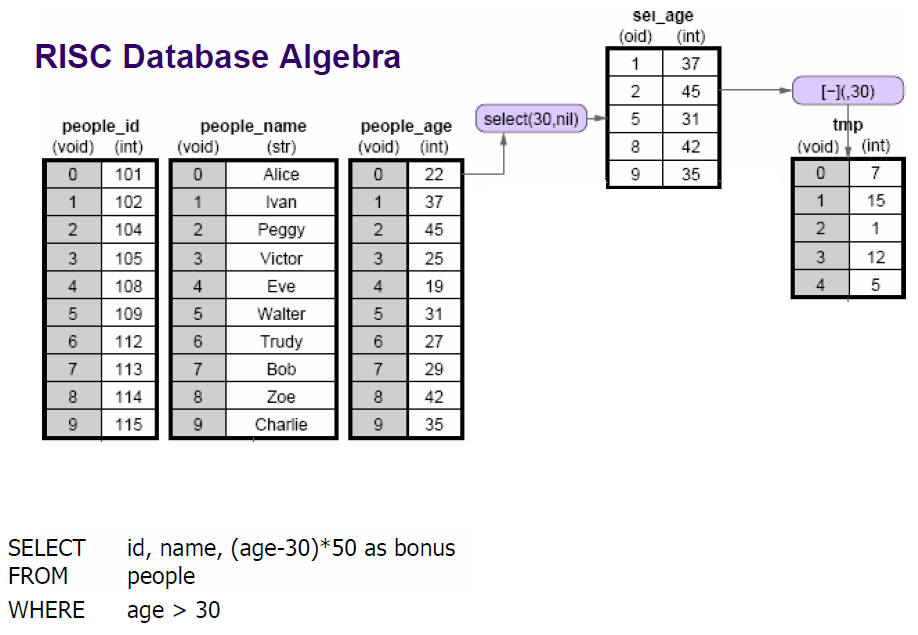 RISC Database Algebra
people_id
(void) (int)
0 101
1 102
2 104
3 105
4 108
5 109
6 112
7 113
8 114
9 115
people_name
(void) (str)
0 Alice
1 Ivan
2 Peggy
3 Victor
4 Eve
5 Walter
6 Trudy
7 Bob
8 Zoe
9 Charlie
people_age
(void) (int)
0 22
1 37
2 45
3 25
4 19
5 31
6 27
7 29
8 42
9 35
select(30,nil)
sel_age
(oid) (int)
1 37
2 45
5 31
8 42
9 35
[−](,30)
tmp
(void) (int)
0 7
1 15
2 1
3 12
4 5
SELECT id, name, (age-30)*50 as bonus
FROM people
WHERE age > 30